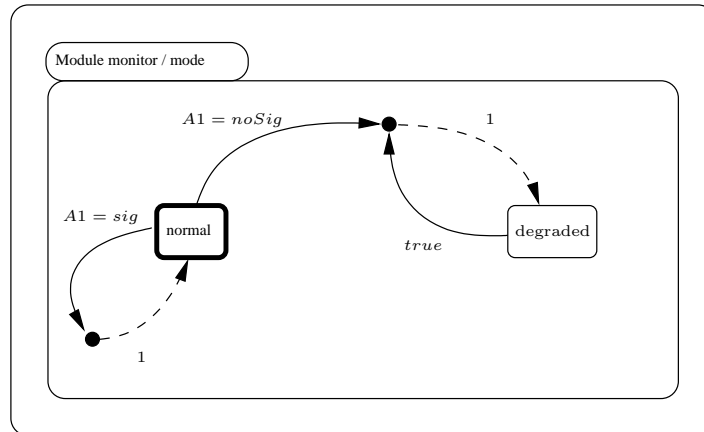 Module monitor / mode
A1 = noSig
1
A1 = sig
normal
degraded
true
1